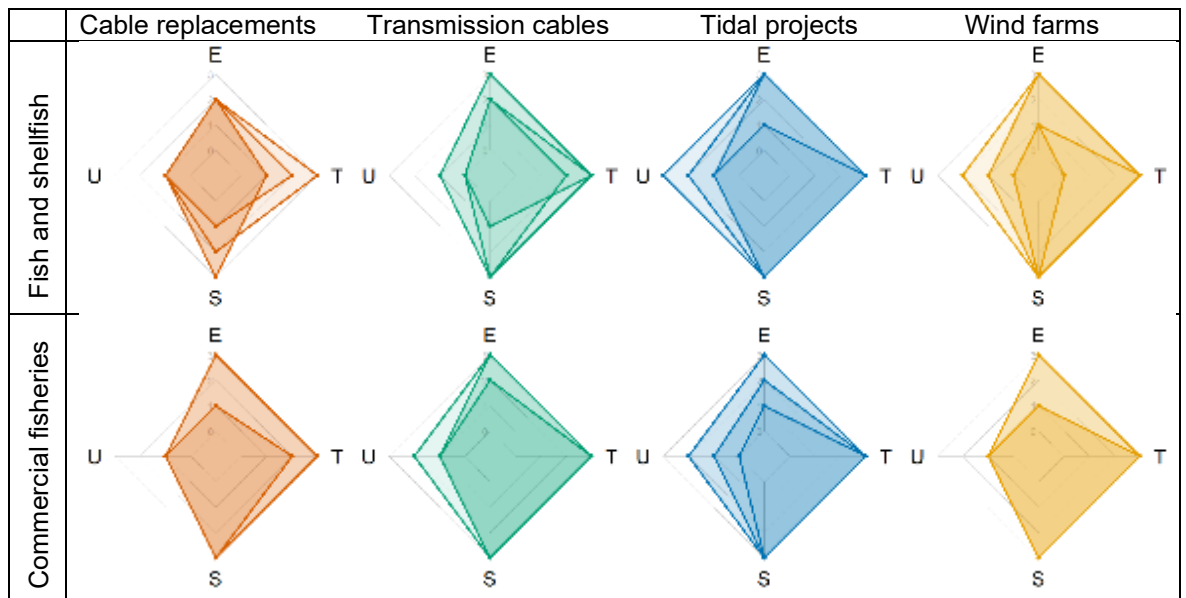 Cable replacements Transmission cables Tidal projects Wind farms
Fish and shellfish
E E E E
U T U T U T U T
S S S S
Commercial fisheries
E E E E
U T U T U T U T
S S S S